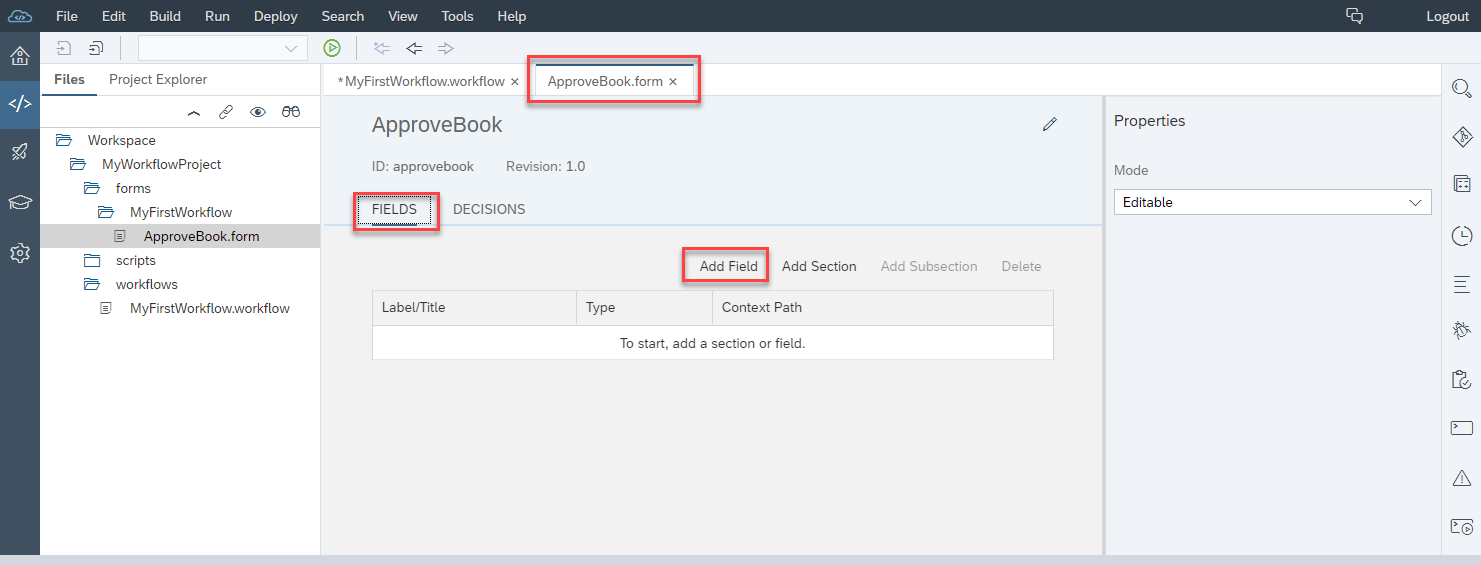 File Edit Build Run Deploy Search View Tools Help Logout
Files Project Explorer
*MyFirstWorkflow.workflow × ApproveBook.form ×
Workspace
MyWorkflowProject
forms
MyFirstWorkflow
ApproveBook.form
scripts
workflows
MyFirstWorkflow.workflow
ApproveBook
ID: approvebook Revision: 1.0
FIELDS DECISIONS
Add Field Add Section Add Subsection Delete
Label/Title Type Context Path
To start, add a section or field.
Properties
Mode
Editable